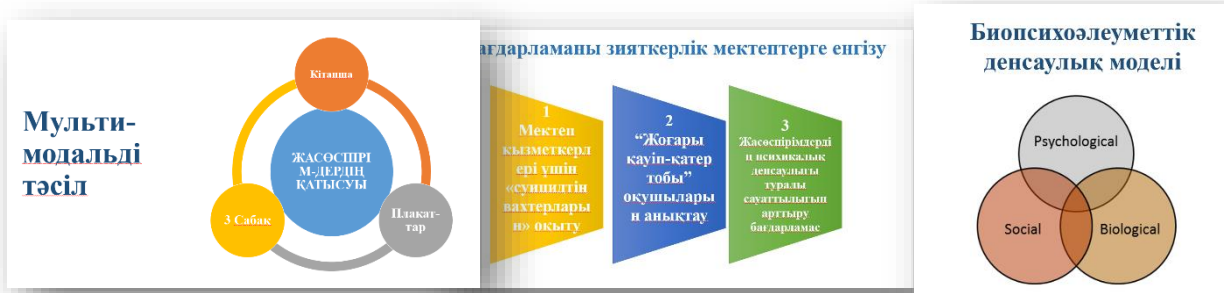 Мульти-
модальді
тәсіл
Кітапша
ЖАСӨСПІРІ
М-ДЕРДІҢ
ҚАТЫСУЫ
3 Сабақ
Плакат-
тар
ағдарламаны зияткерлік мектептерге енгізу
1
Мектеп
қызметкерл
ері үшін
«суицидтің
вахтерлары
н» оқыту
2
“Жоғары
қауіп-қатер
тобы”
оқушылары
н анықтау
3
Жасөспірімдерді
ң психикалық
денсаулығы
туралы
сауаттылығын
арттыру
бағдарламас
Биопсихоәлеуметтік
денсаулық моделі
Psychological
Social
Biological